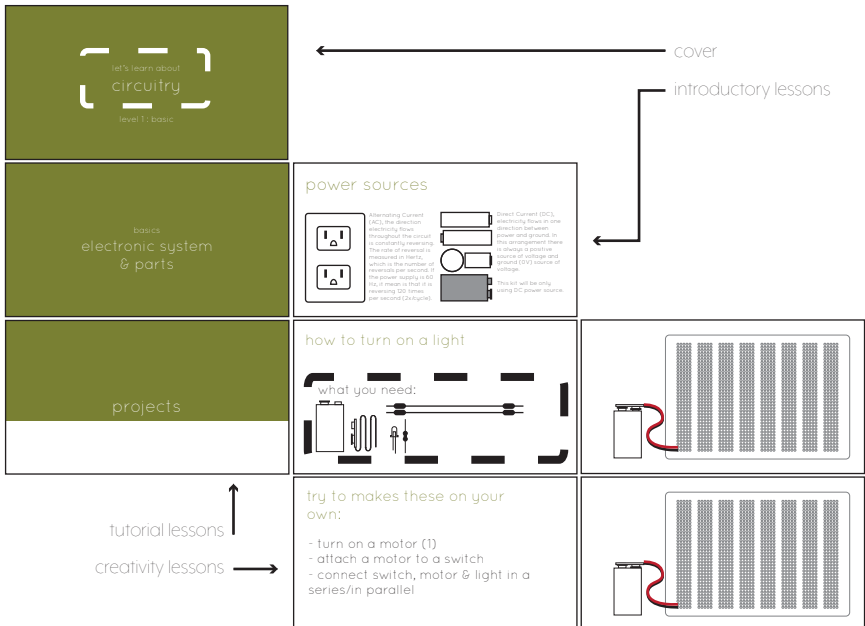 let's learn about
circuitry
level 1 : basic
cover
introductory lessons
basics
electronic system
& parts
power sources
Alternating Current
(AC), the direction
electricity flows
throughout the circuit
is constantly reversing.
The rate of reversal is
measured in Hertz,
which is the number of
reversals per second. If
the power supply is 60
Hz, it mean is that it is
reversing 120 times
per second (2x/cycle).
Direct Current (DC),
electricity flows in one
direction between
power and ground. In
this arrangement there
is always a positive
source of voltage and
ground (0V) source of
voltage.
This kit will be only
using DC power source.
projects
how to turn on a light
what you need:
tutorial lessons
creativity lessons
try to makes these on your
own:
- turn on a motor (1)
- attach a motor to a switch
- connect switch, motor & light in a
series/in parallel